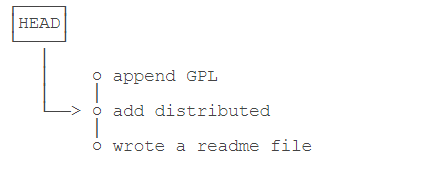 HEAD
append GPL
add distributed
wrote a readme file